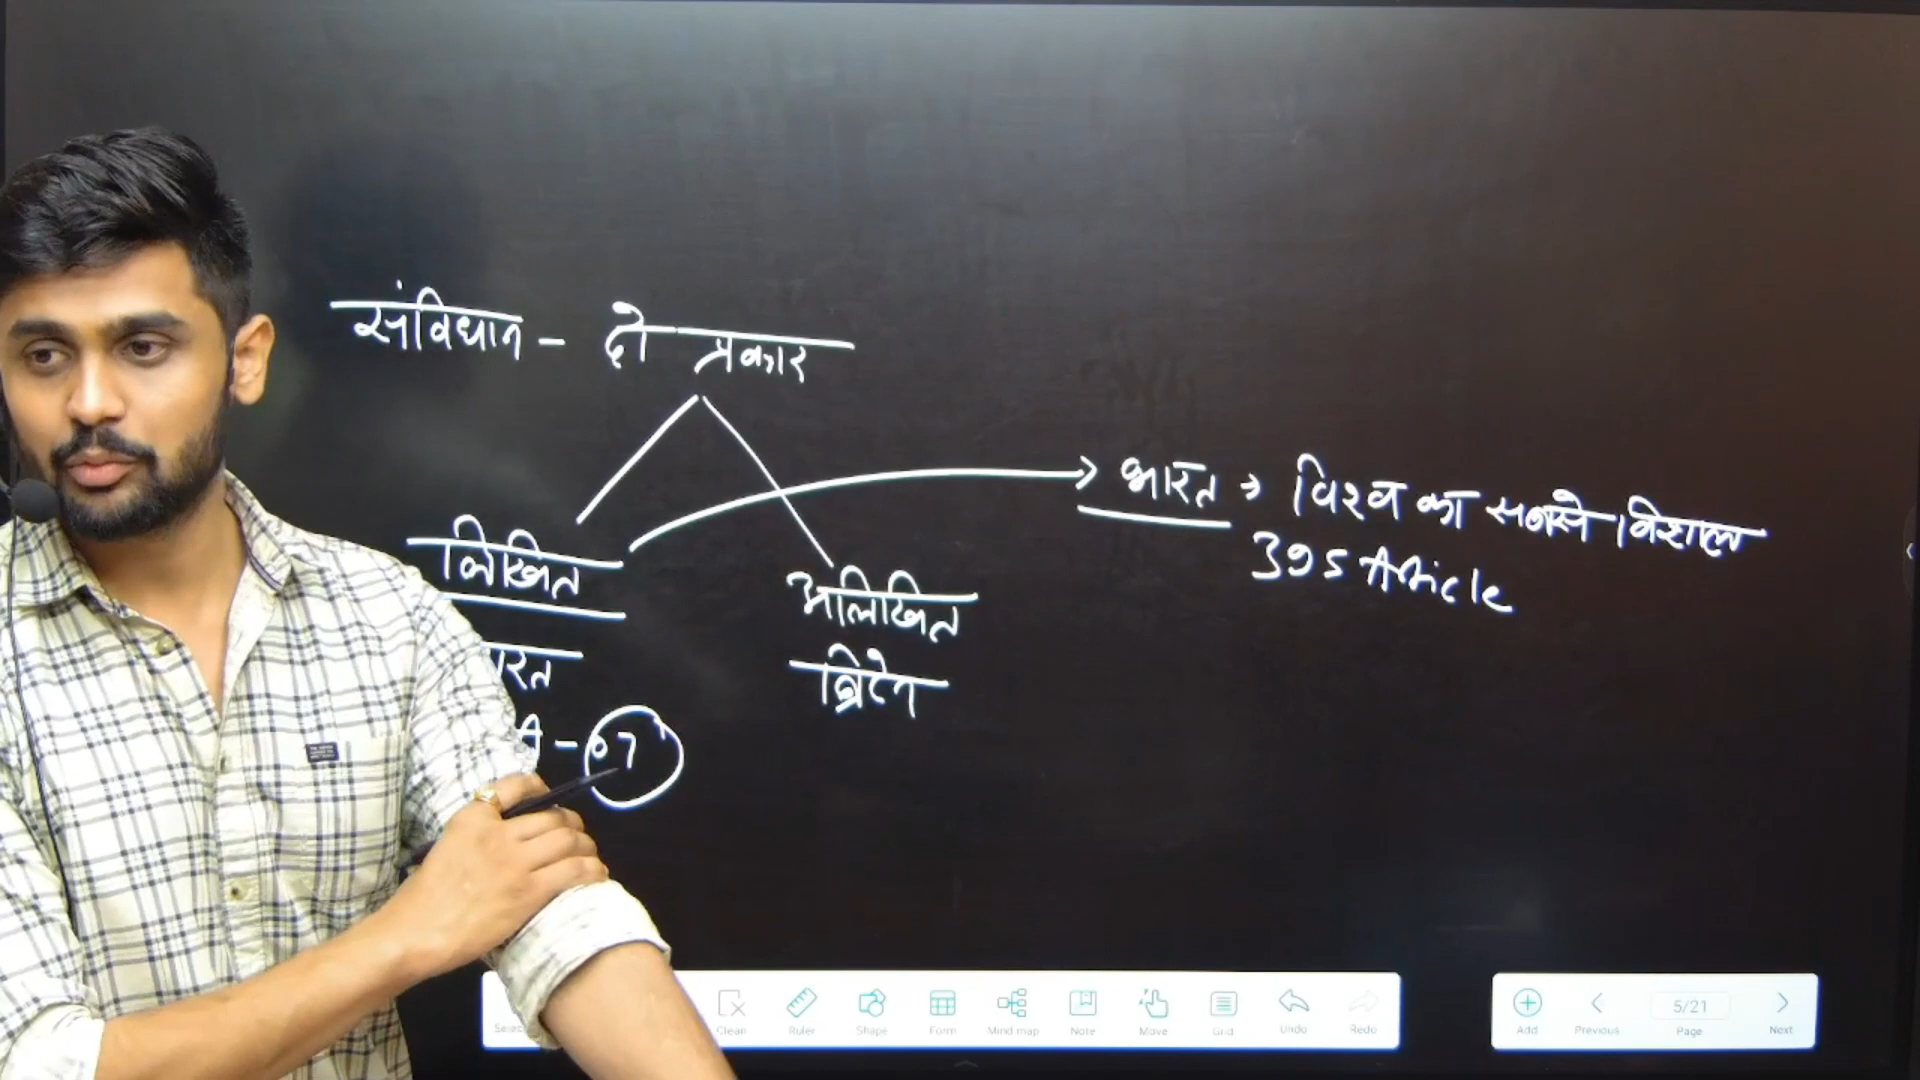 संविधान - दो प्रकार
लिखित
अलिखित
ब्रिटेन
→ भारत → विश्व का सबसे विशाल
395 Article
- 07
Clean
Ruler
Shape
Form
Mind map
Note
Move
Grid
Undo
Redo
Add
Previous
5/21
Page
Next